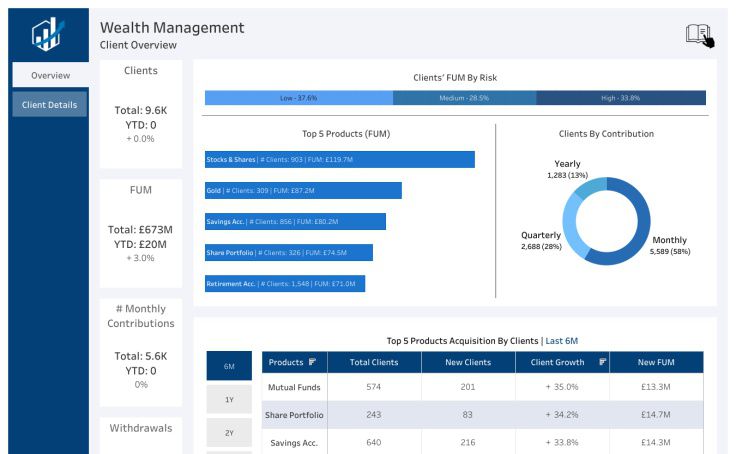 Wealth Management
Client Overview
Overview
Client Details
Clients
Total: 9.6K
YTD: 0
+ 0.0%
FUM
Total: £673M
YTD: £20M
+ 3.0%
# Monthly
Contributions
Total: 5.6K
YTD: 0
0%
Withdrawals
Clients' FUM By Risk
Low - 37.6%
Medium - 28.5%
High - 33.8%
Top 5 Products (FUM)
Stocks & Shares | # Clients: 903 | FUM: £119.7M
Gold | # Clients: 309 | FUM: £87.2M
Savings Acc. | # Clients: 856 | FUM: £80.2M
Share Portfolio | # Clients: 326 | FUM: £74.5M
Retirement Acc. | # Clients: 1,548 | FUM: £71.0M
Clients By Contribution
Yearly
1,283 (13%)
Quarterly
2,688 (28%)
Monthly
5,589 (58%)
Top 5 Products Acquisition By Clients | Last 6M
6M
1Y
2Y
Products Total Clients New Clients Client Growth New FUM
Mutual Funds 574 201 + 35.0% £13.3M
Share Portfolio 243 83 + 34.2% £14.7M
Savings Acc. 640 216 + 33.8% £14.3M